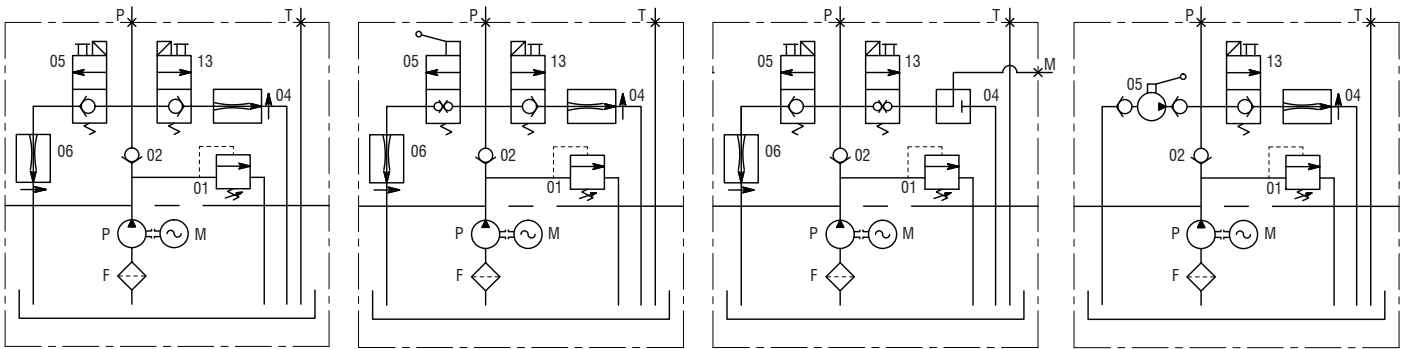 P T P T P T P T
05 13 05 13 05 13 05 13
M
04 04 04 04
06 02 06 02 06 02 02
01 01 01 01
P M P M P M P M
F F F F